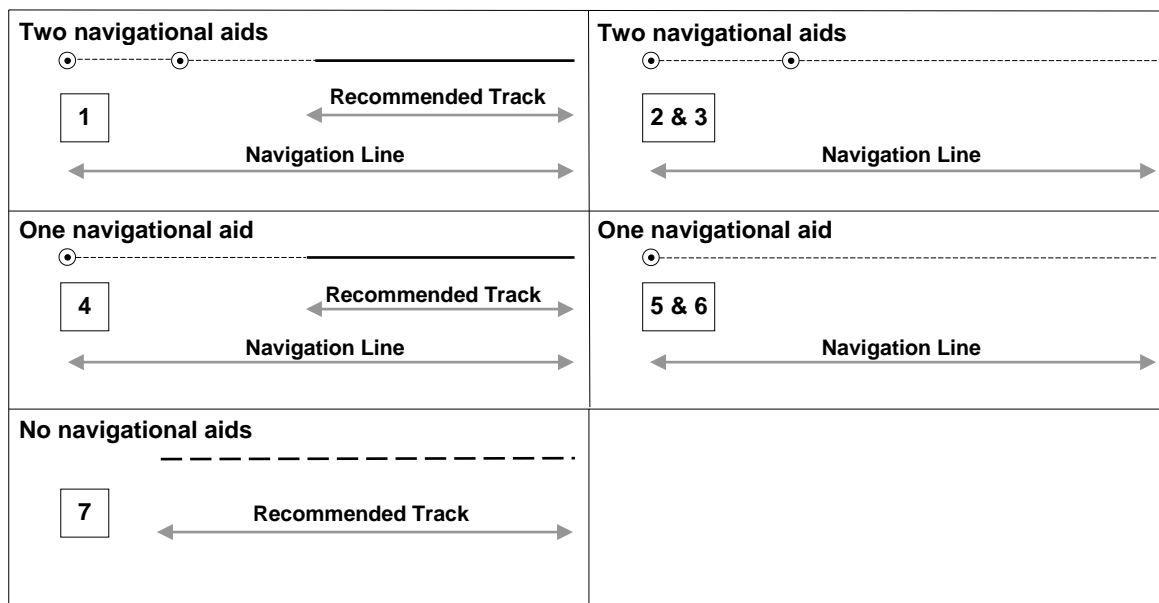 Two navigational aids
Recommended Track
1
Navigation Line
Two navigational aids
2 & 3
Navigation Line
One navigational aid
Recommended Track
4
Navigation Line
One navigational aid
5 & 6
Navigation Line
No navigational aids
7
Recommended Track